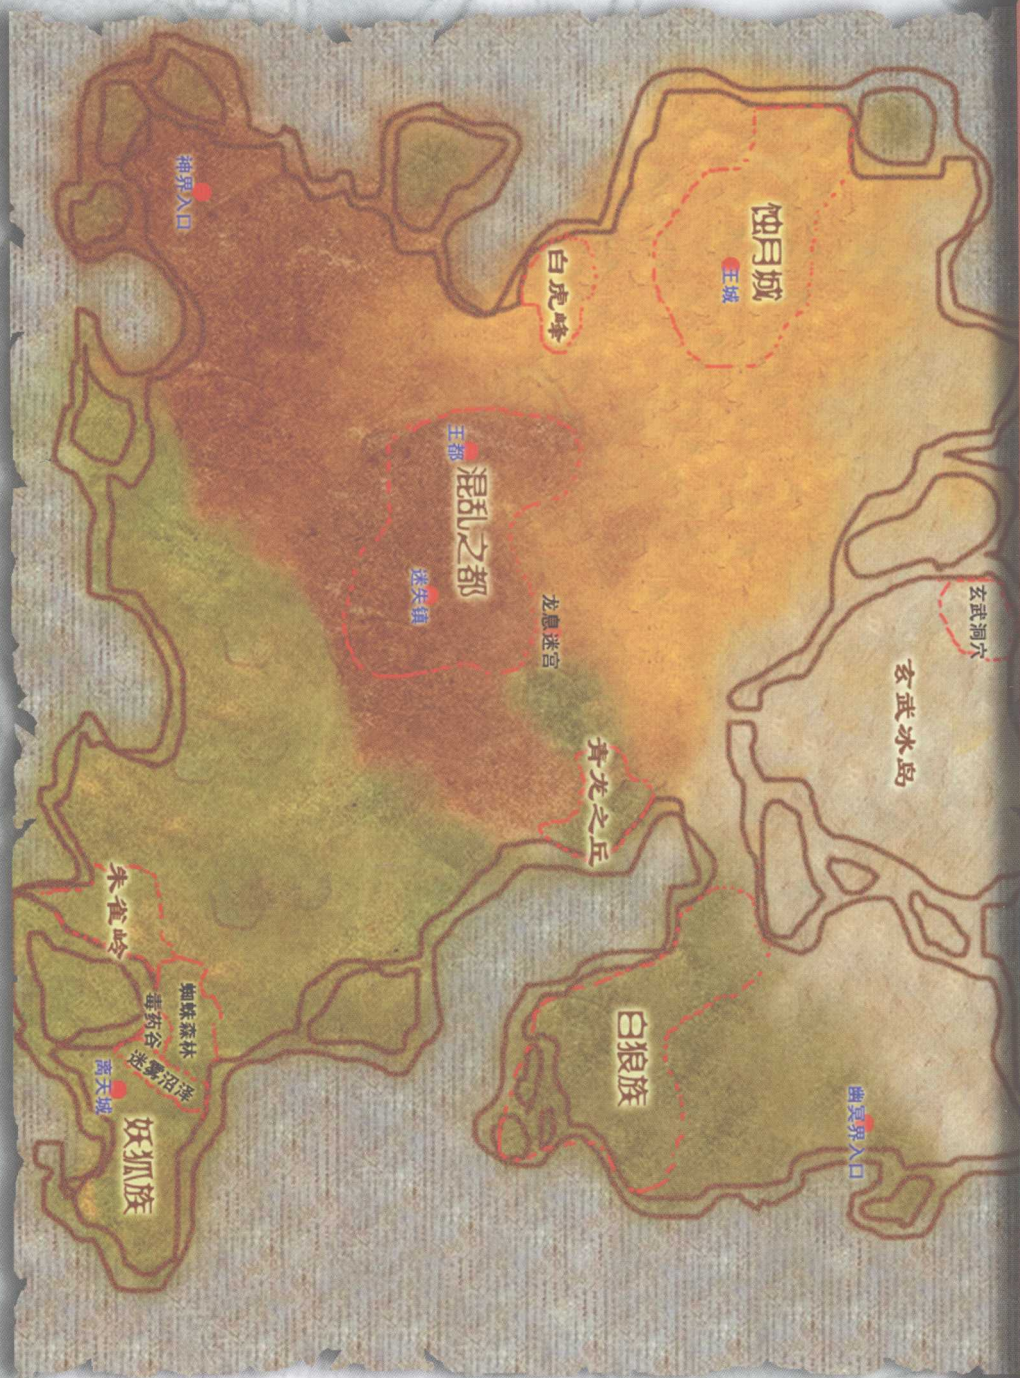 玄武洞穴
玄武冰岛
幽冥界入口
蚀月城
王城
白狼族
青龙之丘
白虎峰
龙息迷宫
混乱之都
王都
迷失镇
神界入口
蜘蛛森林
毒药谷
迷雾沼泽
朱雀岭
妖狐族
离天城